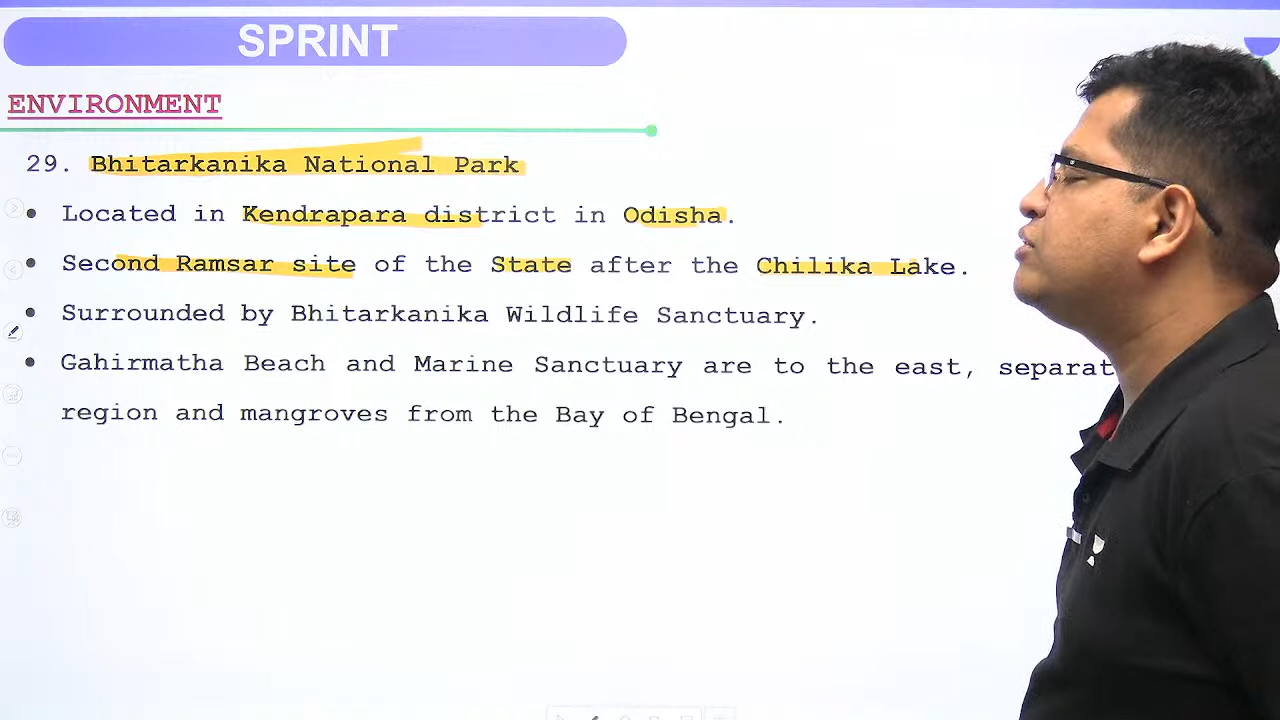 SPRINT
ENVIRONMENT
29. Bhitarkanika National Park
• Located in Kendrapara district in Odisha.
• Second Ramsar site of the State after the Chilika Lake.
• Surrounded by Bhitarkanika Wildlife Sanctuary.
• Gahirmatha Beach and Marine Sanctuary are to the east, separat
region and mangroves from the Bay of Bengal.